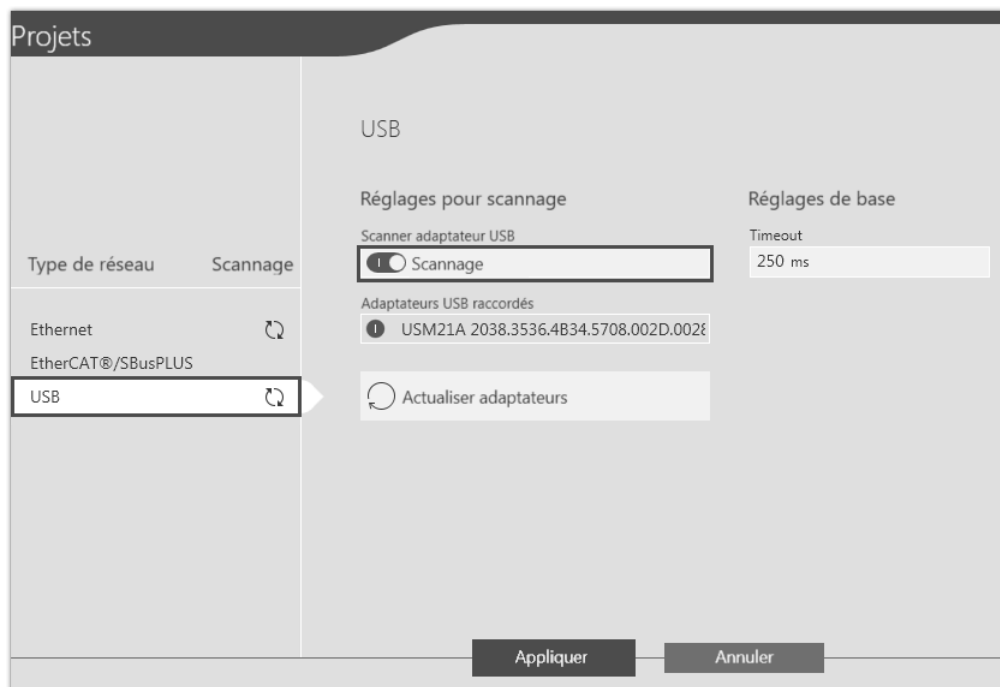 Projets
USB
Réglages pour scannage
Réglages de base
Scanner adaptateur USB
Timeout
Scannage
250 ms
Type de réseau
Scannage
Adaptateurs USB raccordés
Ethernet
USM21A 2038.3536.4B34.5708.002D.0028
EtherCAT®/SBusPLUS
USB
Actualiser adaptateurs
Appliquer
Annuler